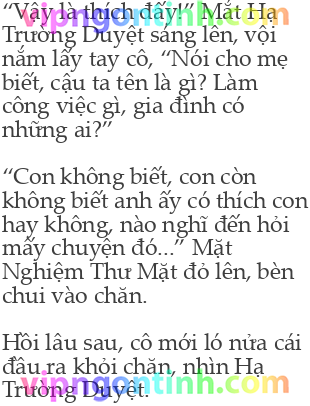 “Vậy là thích đấy!” Mắt Hạ
Trường Duyệt sáng lên, vội
nắm lấy tay cô, “Nói cho mẹ
biết, cậu ta tên là gì? Làm
công việc gì, gia đình có
những ai?”
“Con không biết, con còn
không biết anh ấy có thích con
hay không, nào nghĩ đến hỏi
mấy chuyện đó...” Mặt
Nghiệm Thư Mặt đỏ lên, bèn
chui vào chăn.
Hồi lâu sau, cô mới ló nửa cái
đầu ra khỏi chăn, nhìn Hạ
Trường Duyệt.
vipngontinh.com
vipngontinh.com